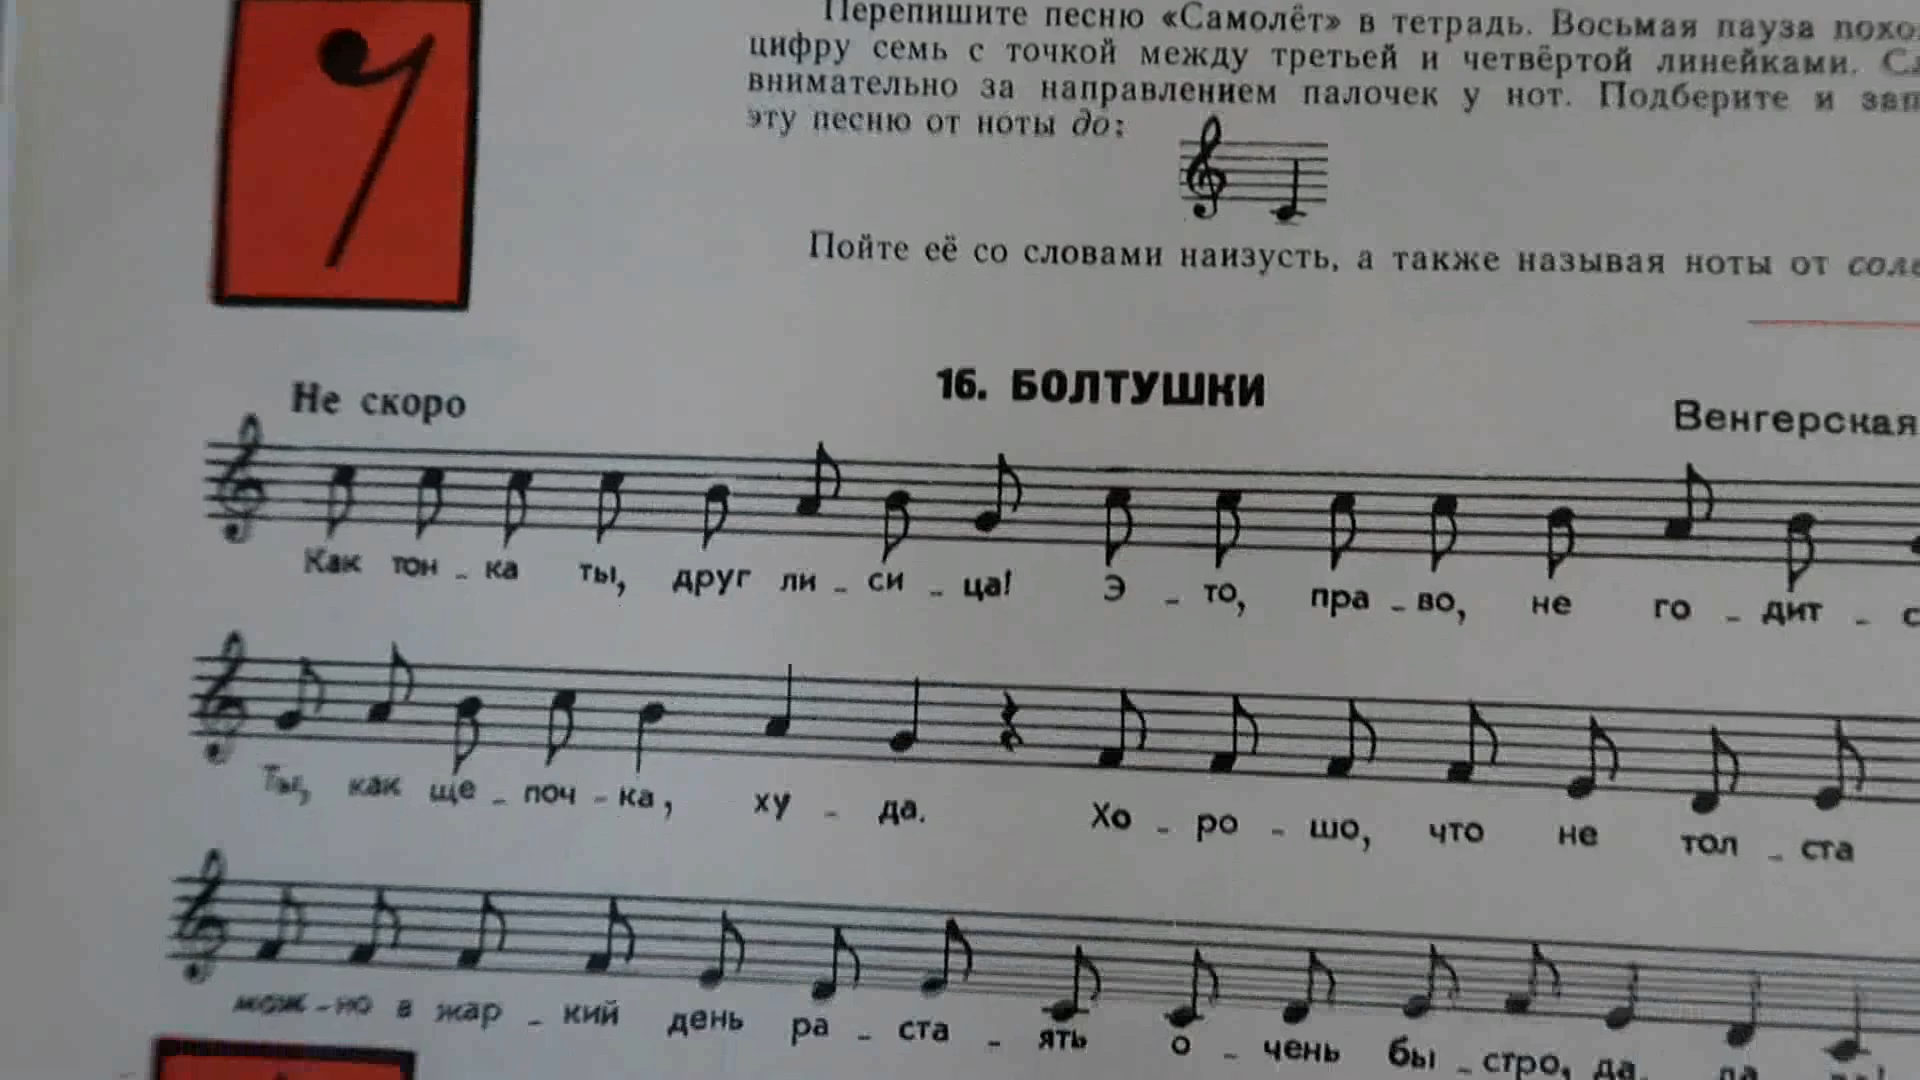 Перепишите песню «Самолёт» в тетрадь. Восьмая пауза
цифру семь с точкой между третьей и четвёртой линейками.
внимательно за направлением палочек у нот. Подберите и
эту песню от ноты до:
Пойте её со словами наизусть, а также называя ноты от
16. БОЛТУШКИ
Не скоро
Венгерская
Как тон - ка ты, друг ли - си - ца! Э - то, пра - во, не го - дит -
Ты, как ще - поч - ка, ху - да. Хо - ро - шо, что не тол - ста
мож - но в жар - кий день ра - ста - ять о - чень бы - стро, да,